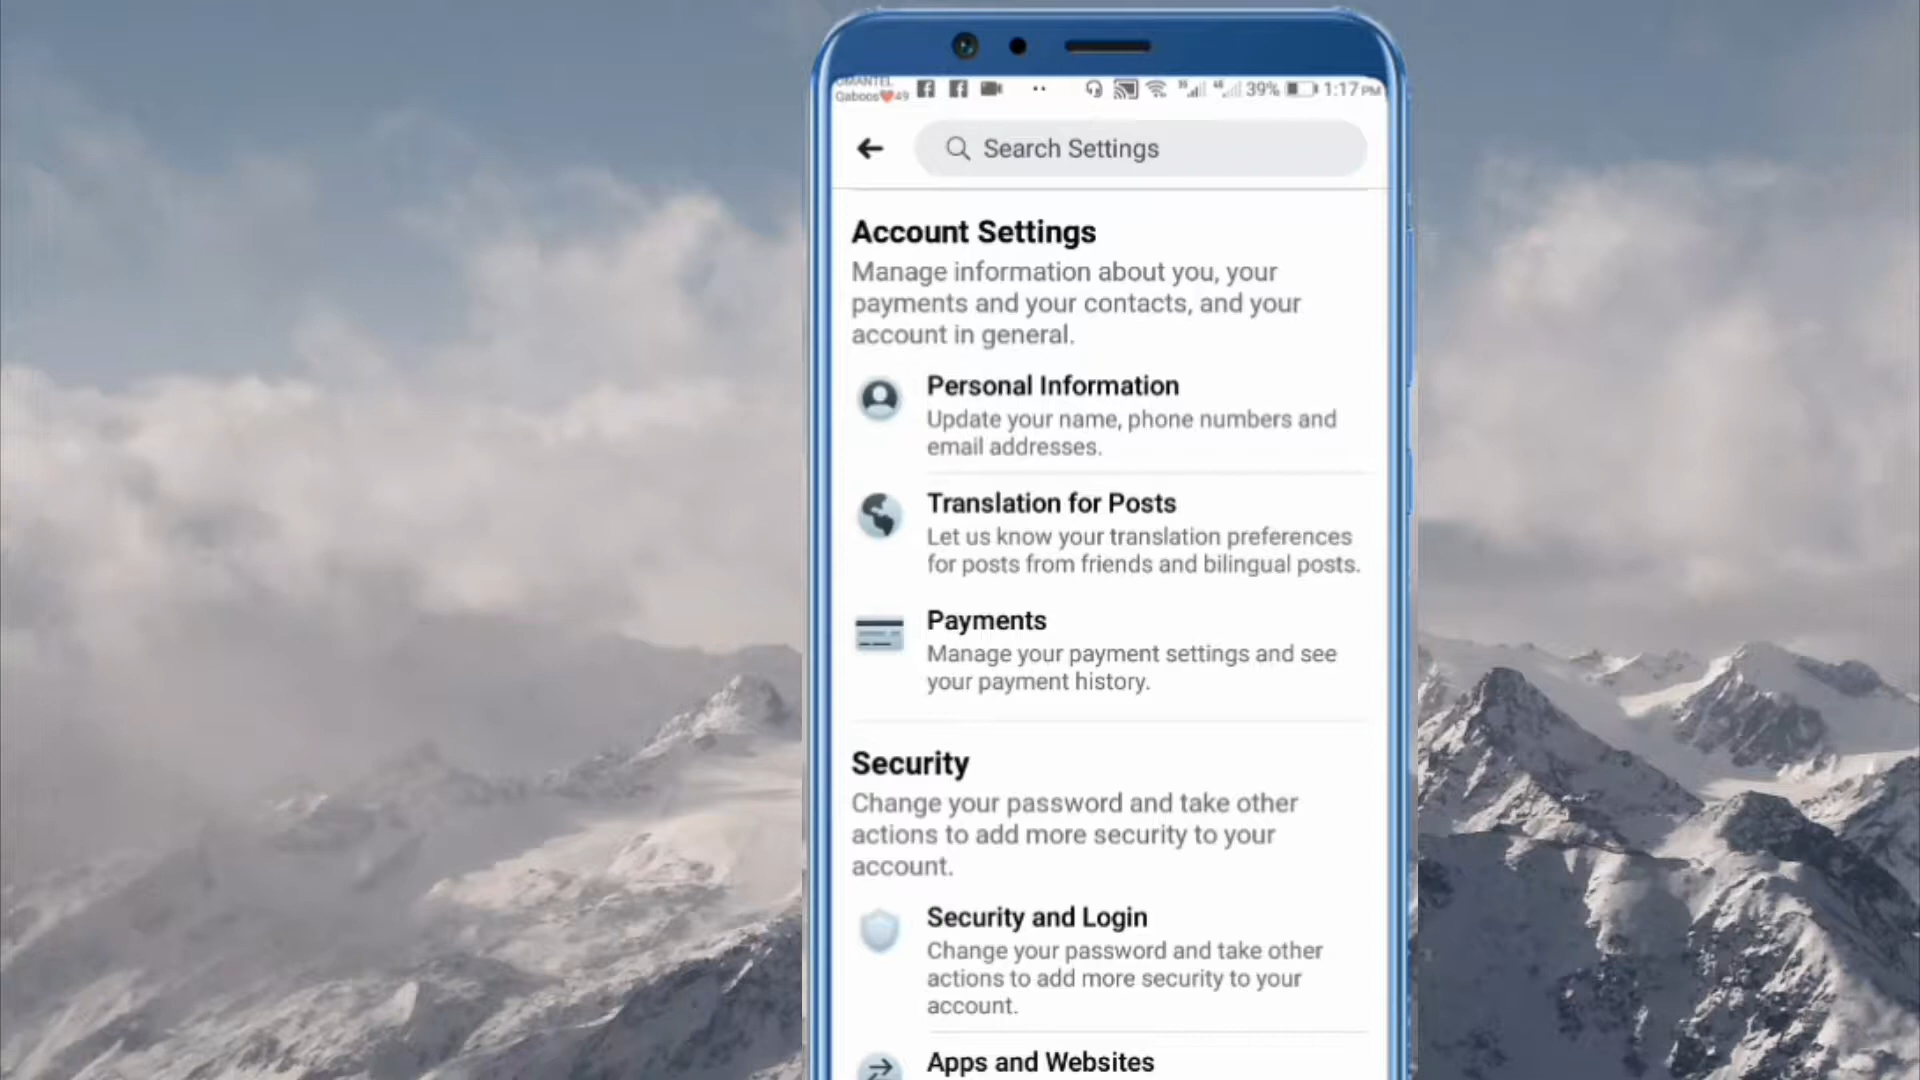 OMANTEL
Qaboos❤49
39% 1:17 PM
Search Settings
Account Settings
Manage information about you, your
payments and your contacts, and your
account in general.
Personal Information
Update your name, phone numbers and
email addresses.
Translation for Posts
Let us know your translation preferences
for posts from friends and bilingual posts.
Payments
Manage your payment settings and see
your payment history.
Security
Change your password and take other
actions to add more security to your
account.
Security and Login
Change your password and take other
actions to add more security to your
account.
Apps and Websites